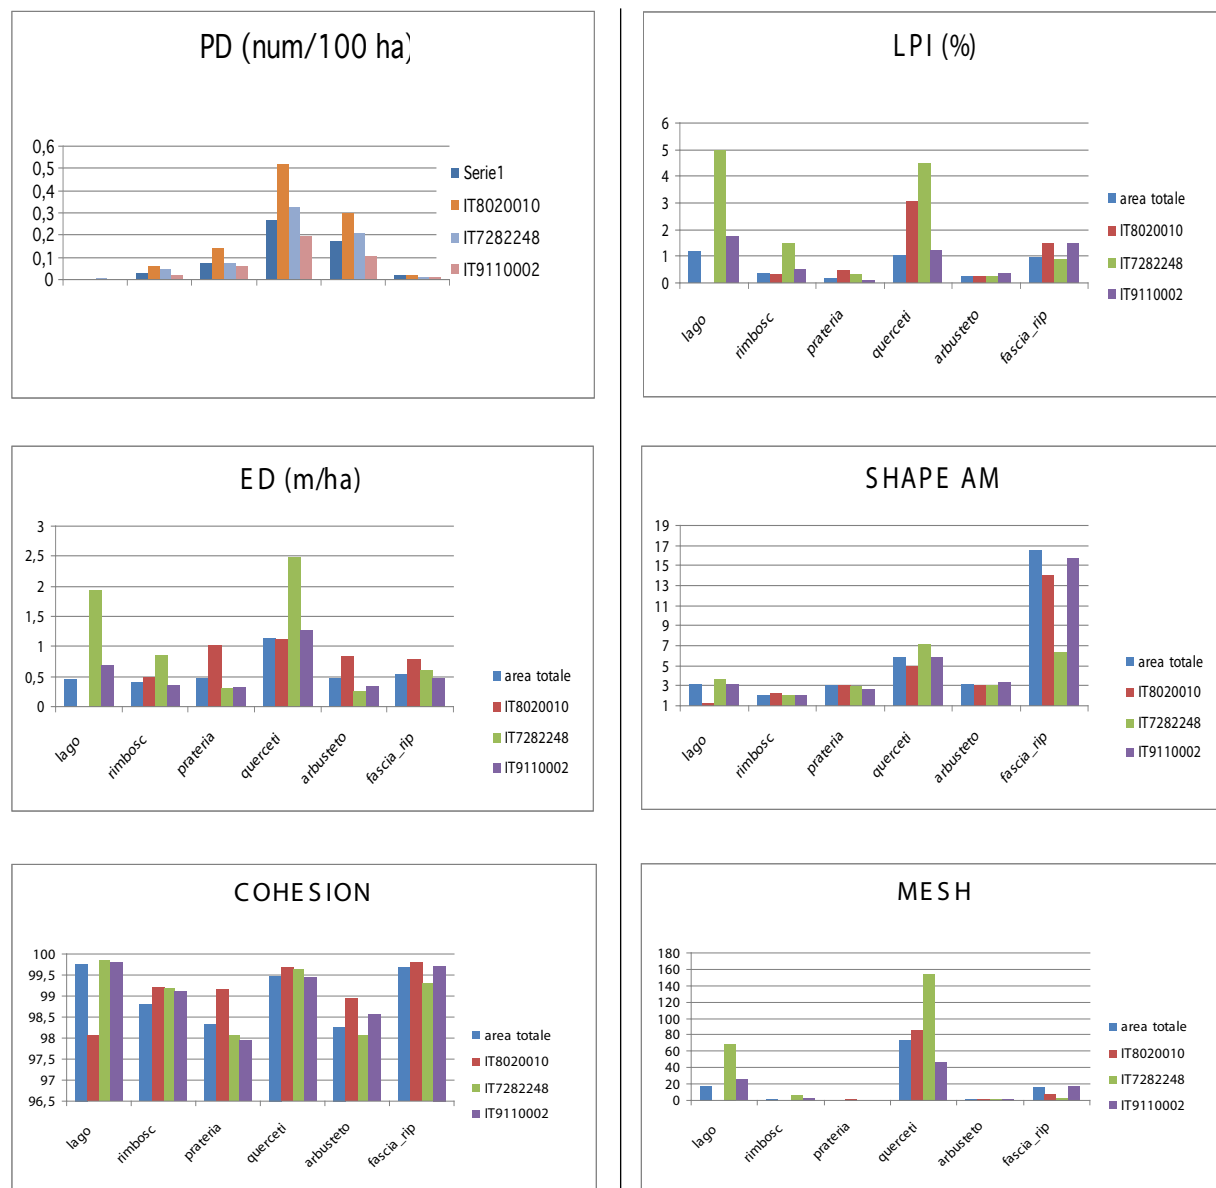 PD (num/100 ha)
0,6
0,5
0,4
0,3
0,2
0,1
0
Serie1
IT8020010
IT7282248
IT9110002
LPI (%)
6
5
4
3
2
1
0
lago
rimbosc
prateria
querceti
arbusteto
fascia_rip
area totale
IT8020010
IT7282248
IT9110002
ED (m/ha)
3
2,5
2
1,5
1
0,5
0
lago
rimbosc
prateria
querceti
arbusteto
fascia_rip
area totale
IT8020010
IT7282248
IT9110002
SHAPE AM
19
17
15
13
11
9
7
5
3
1
lago
rimbosc
prateria
querceti
arbusteto
fascia_rip
area totale
IT8020010
IT7282248
IT9110002
COHESION
100
99,5
99
98,5
98
97,5
97
96,5
lago
rimbosc
prateria
querceti
arbusteto
fascia_rip
area totale
IT8020010
IT7282248
IT9110002
MESH
180
160
140
120
100
80
60
40
20
0
lago
rimbosc
prateria
querceti
arbusteto
fascia_rip
area totale
IT8020010
IT7282248
IT9110002